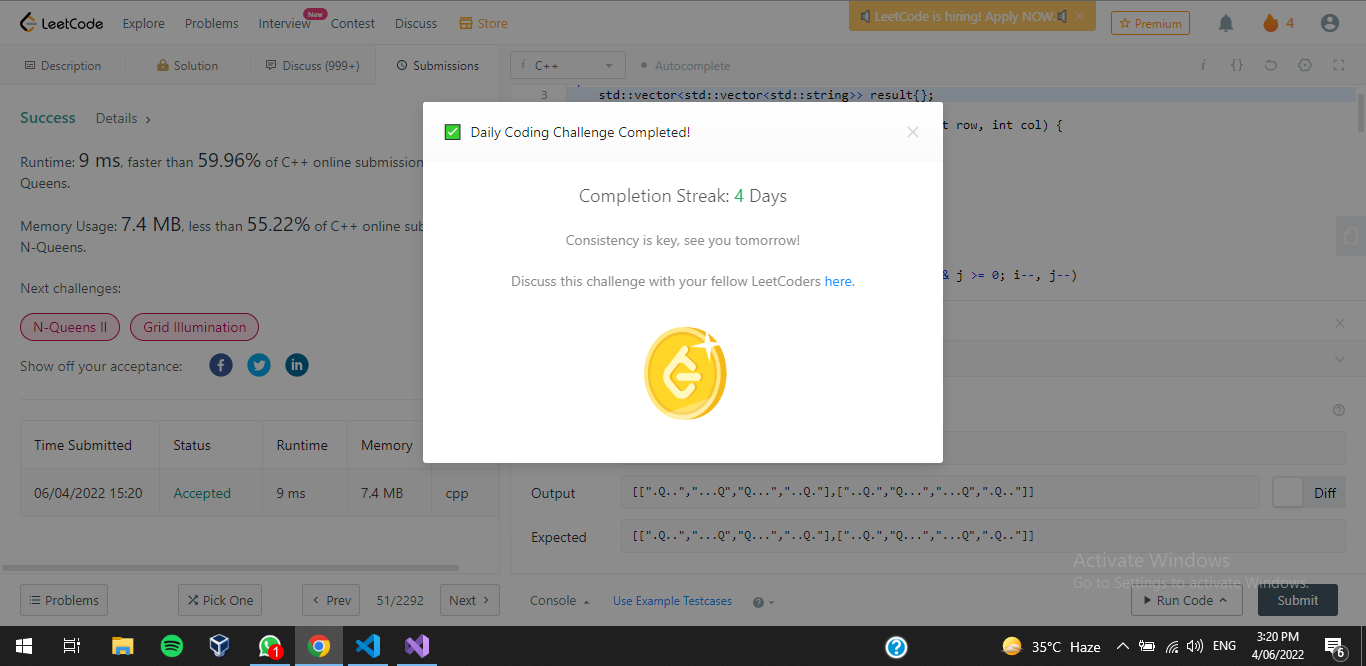 LeetCode Explore Problems Interview New Contest Discuss Store LeetCode is hiring! Apply NOW. Premium 4
Description Solution Discuss (999+) Submissions i C++ Autocomplete
3 std::vector<std::vector<std::string>> result{};
Success Details
t row, int col) {
Daily Coding Challenge Completed!
Runtime: 9 ms, faster than 59.96% of C++ online submission
Queens.
Completion Streak: 4 Days
Memory Usage: 7.4 MB, less than 55.22% of C++ online sub
N-Queens.
Consistency is key, see you tomorrow!
& j >= 0; i--, j--)
Discuss this challenge with your fellow LeetCoders here.
Next challenges:
N-Queens II Grid Illumination
Show off your acceptance:
Time Submitted Status Runtime Memory
06/04/2022 15:20 Accepted 9 ms 7.4 MB cpp
Output [[".Q..","...Q","Q...","..Q."],["..Q.","Q...","...Q",".Q.."]] Diff
Expected [[".Q..","...Q","Q...","..Q."],["..Q.","Q...","...Q",".Q.."]]
Activate Windows
Go to Settings to activate Windows.
Problems Pick One Prev 51/2292 Next Console Use Example Testcases Run Code Submit
1 35°C Haze ENG 3:20 PM
4/06/2022 6